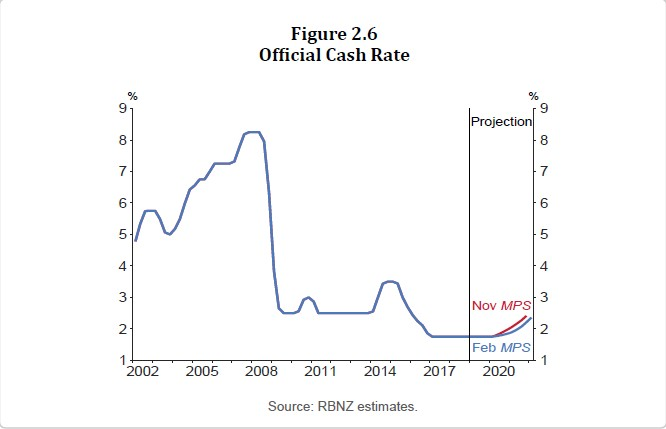 Figure 2.6
Official Cash Rate
% %
9 9
Projection
8 8
7 7
6 6
5 5
4 4
3 3
Nov MPS
2 2
Feb MPS
1 1
2002 2005 2008 2011 2014 2017 2020
Source: RBNZ estimates.